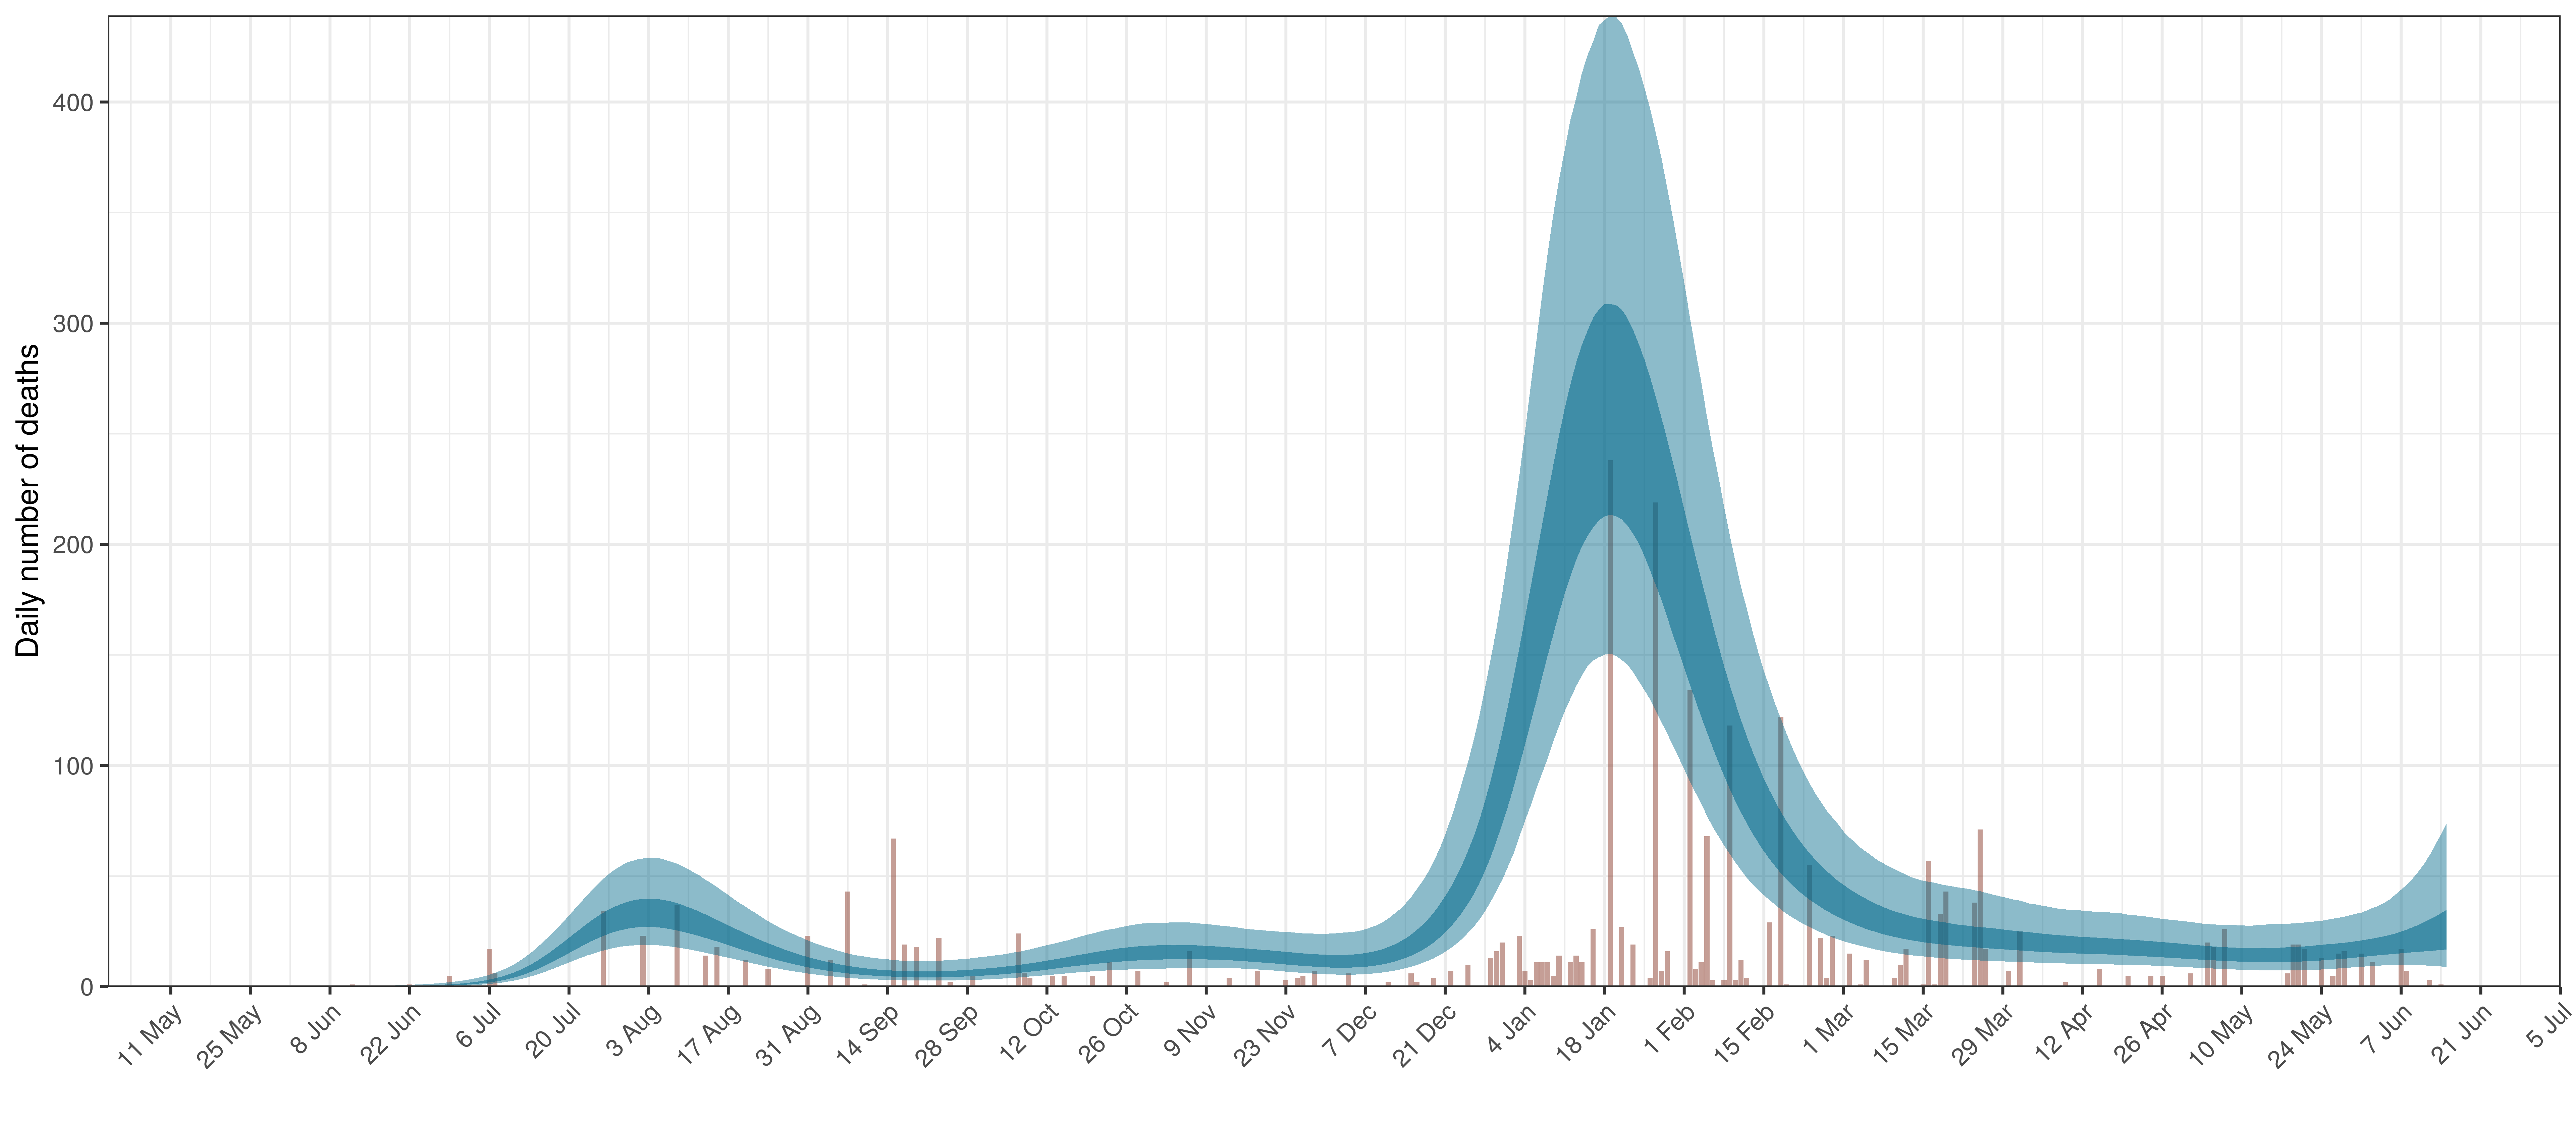 Daily number of deaths
400
300
200
100
0
11 May
25 May
8 Jun
22 Jun
6 Jul
20 Jul
3 Aug
17 Aug
31 Aug
14 Sep
28 Sep
12 Oct
26 Oct
9 Nov
23 Nov
7 Dec
21 Dec
4 Jan
18 Jan
1 Feb
15 Feb
1 Mar
15 Mar
29 Mar
12 Apr
26 Apr
10 May
24 May
7 Jun
21 Jun
5 Jul